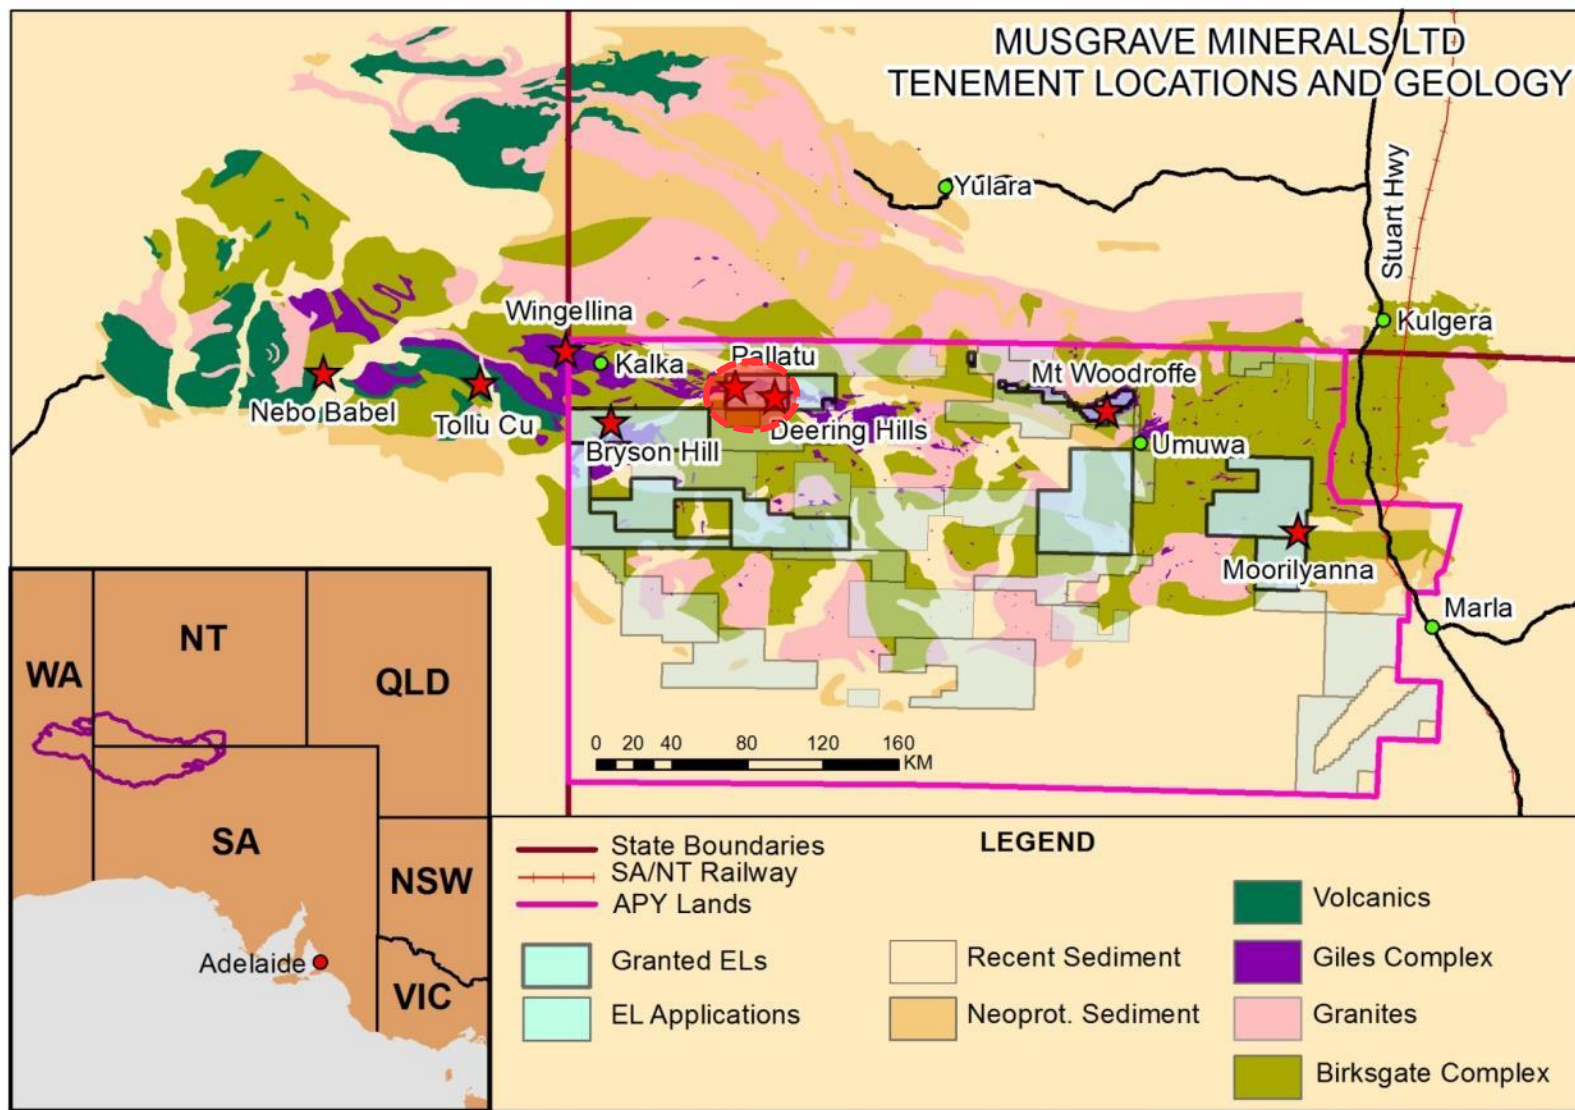 MUSGRAVE MINERALS LTD
TENEMENT LOCATIONS AND GEOLOGY
Yulara
Stuart Hwy
Kulgera
Wingellina
Kalka
Pallatu
Mt Woodroffe
Nebo Babel
Tollu Cu
Bryson Hill
Deering Hills
Umuwa
Moorilyanna
Marla
0 20 40 80 120 160
KM
WA
NT
QLD
SA
NSW
VIC
Adelaide
LEGEND
State Boundaries
SA/NT Railway
APY Lands
Granted ELs
EL Applications
Recent Sediment
Neoprot. Sediment
Volcanics
Giles Complex
Granites
Birksgate Complex